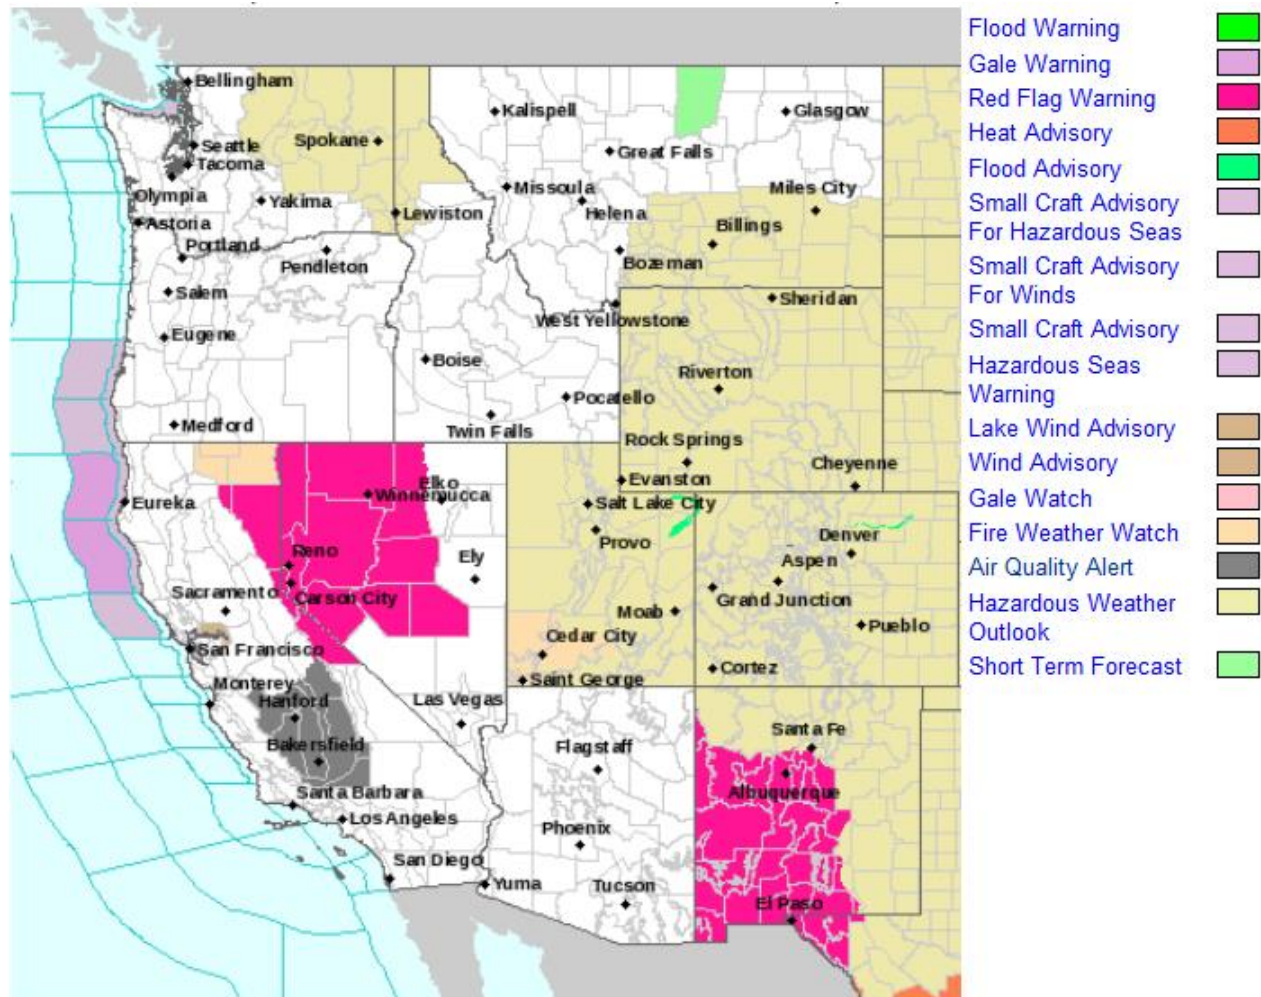 Bellingham
Seattle
Spokane
Tacoma
Olympia
Yakima
Astoria
Lewiston
Portland
Pendleton
Salem
Eugene
Medford
Kalispell
Glasgow
Great Falls
Missoula
Miles City
Helena
Billings
Bozeman
Sheridan
West Yellowstone
Boise
Riverton
Pocatello
Twin Falls
Rock Springs
Cheyenne
Evanston
Elko
Winnemucca
Eureka
Salt Lake City
Provo
Denver
Aspen
Reno
Ely
Sacramento
Carson City
Grand Junction
Moab
Pueblo
San Francisco
Cedar City
Cortez
Saint George
Monterey
Hanford
Las Vegas
Bakersfield
Flagstaff
Santa Fe
Albuquerque
Santa Barbara
Los Angeles
Phoenix
San Diego
Yuma
Tucson
El Paso
Flood Warning
Gale Warning
Red Flag Warning
Heat Advisory
Flood Advisory
Small Craft Advisory
For Hazardous Seas
Small Craft Advisory
For Winds
Small Craft Advisory
Hazardous Seas
Warning
Lake Wind Advisory
Wind Advisory
Gale Watch
Fire Weather Watch
Air Quality Alert
Hazardous Weather
Outlook
Short Term Forecast